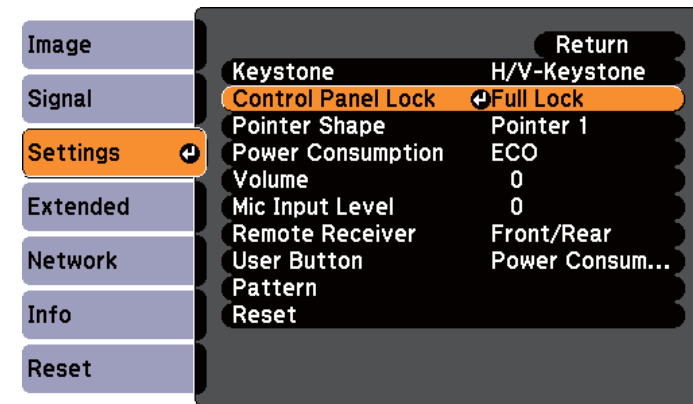 Image
Signal
Settings
Extended
Network
Info
Reset
Return
Keystone H/V-Keystone
Control Panel Lock Full Lock
Pointer Shape Pointer 1
Power Consumption ECO
Volume 0
Mic Input Level 0
Remote Receiver Front/Rear
User Button Power Consum...
Pattern
Reset